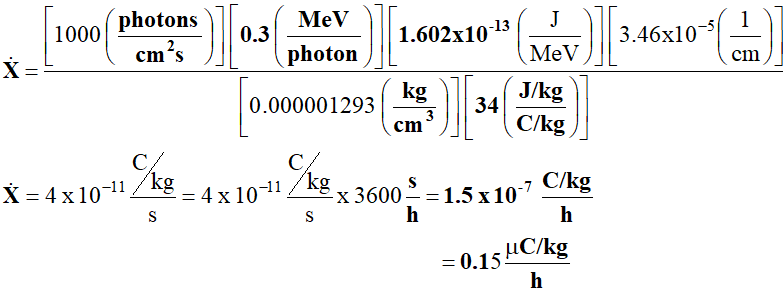 Ẋ = [1000 (photons/cm²s)][0.3 (MeV/photon)][1.602x10⁻¹³ (J/MeV)][3.46x10⁻⁵ (1/cm)] / [0.000001293 (kg/cm³)][34 (J/kg / C/kg)]
Ẋ = 4 x 10⁻¹¹ C/kg / s = 4 x 10⁻¹¹ C/kg / s x 3600 s/h = 1.5 x 10⁻⁷ C/kg / h
= 0.15 μC/kg / h